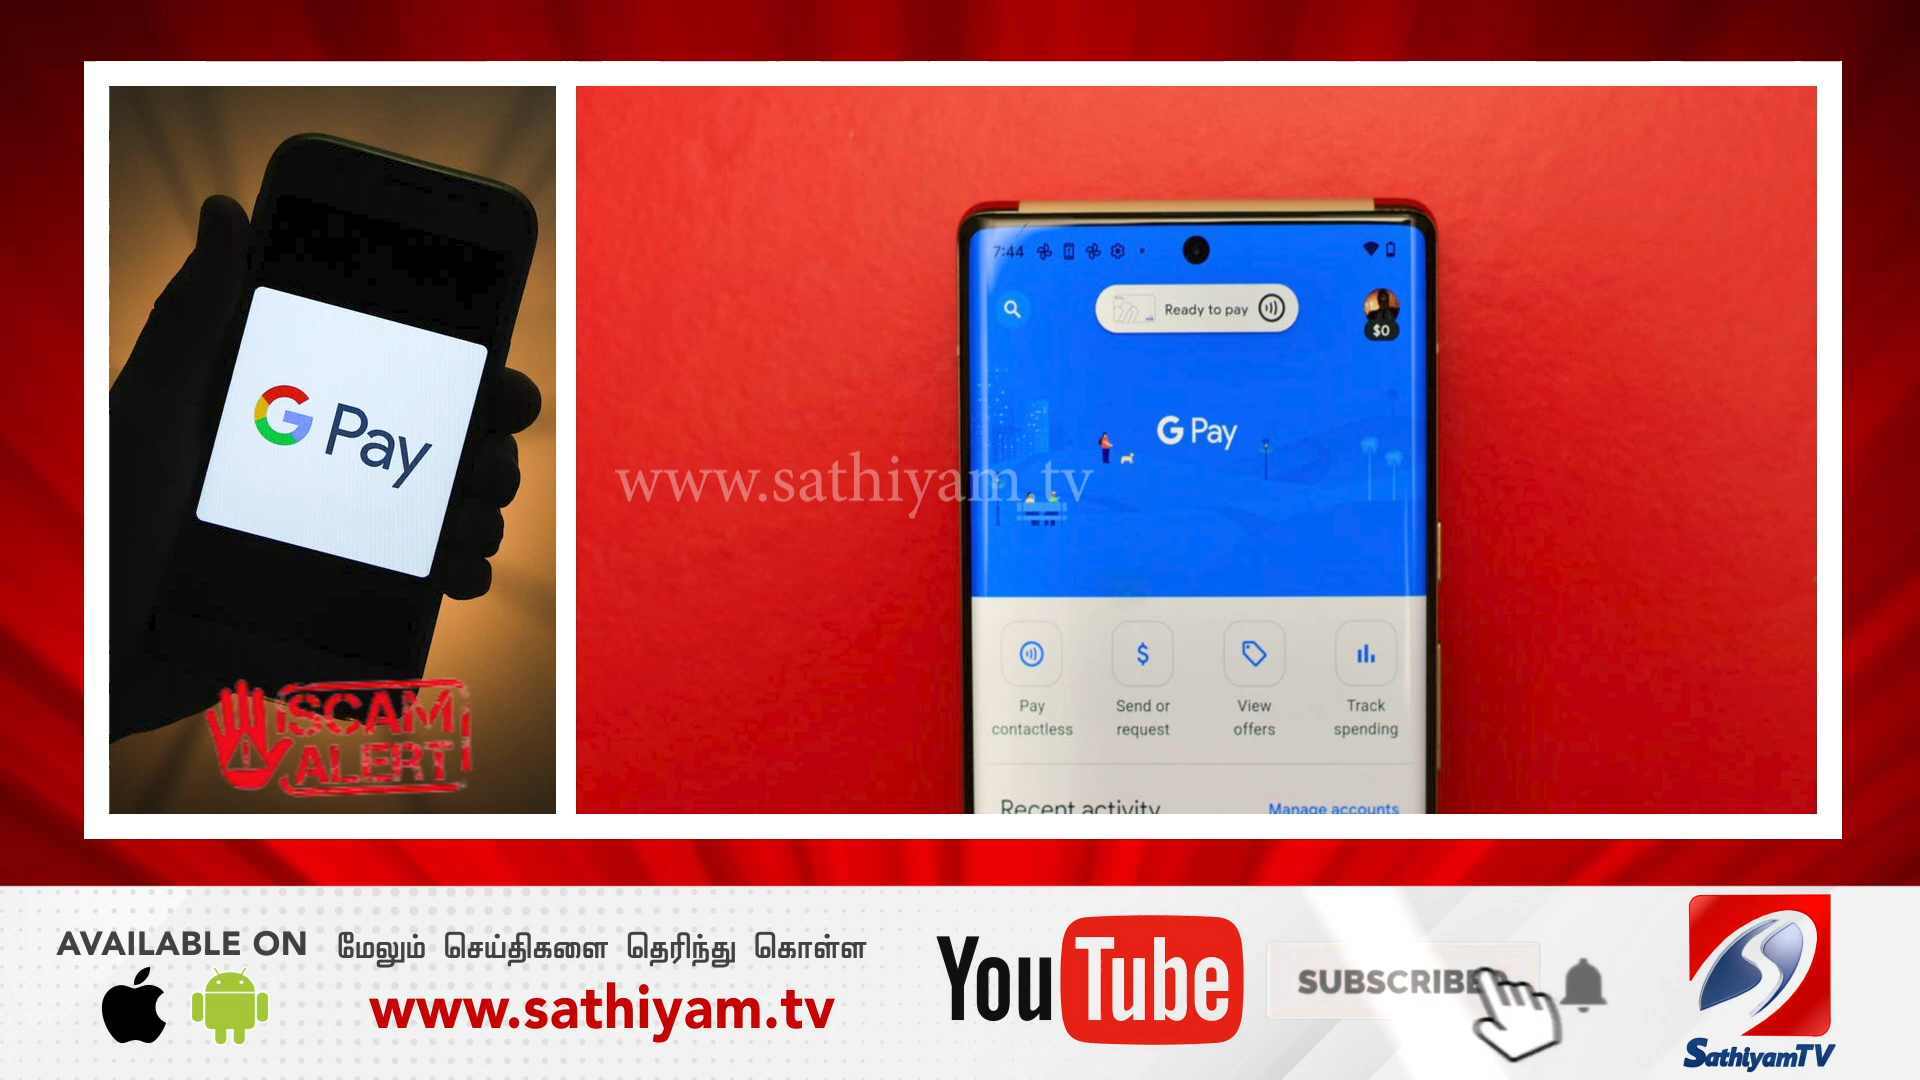 G Pay
SCAM
ALERT
7:44
Ready to pay
$0
G Pay
www.sathiyam.tv
$
Pay
contactless
Send or
request
View
offers
Track
spending
Recent activity
Manage accounts
AVAILABLE ON
மேலும் செய்திகளை தெரிந்து கொள்ள
www.sathiyam.tv
YouTube
SUBSCRIBE
SathiyamTV